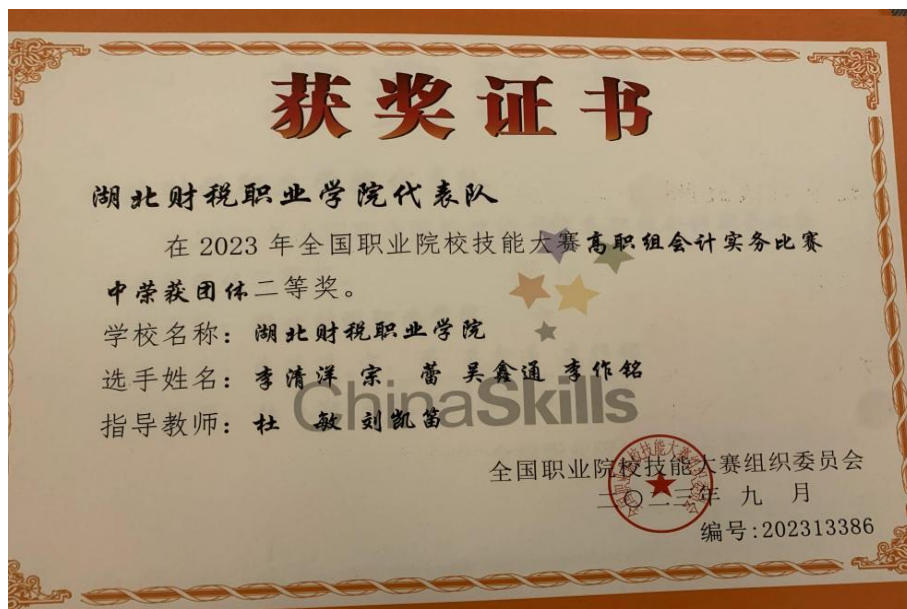 获奖证书
湖北财税职业学院代表队
在 2023 年全国职业院校技能大赛高职组会计实务比赛
中荣获团体二等奖。
学校名称：湖北财税职业学院
选手姓名：李清洋 宗 蕾 吴鑫通 李作铭
指导教师：杜 敏 刘凯笛
ChinaSkills
全国职业院校技能大赛组织委员会
二〇二三年 九 月
编号:202313386